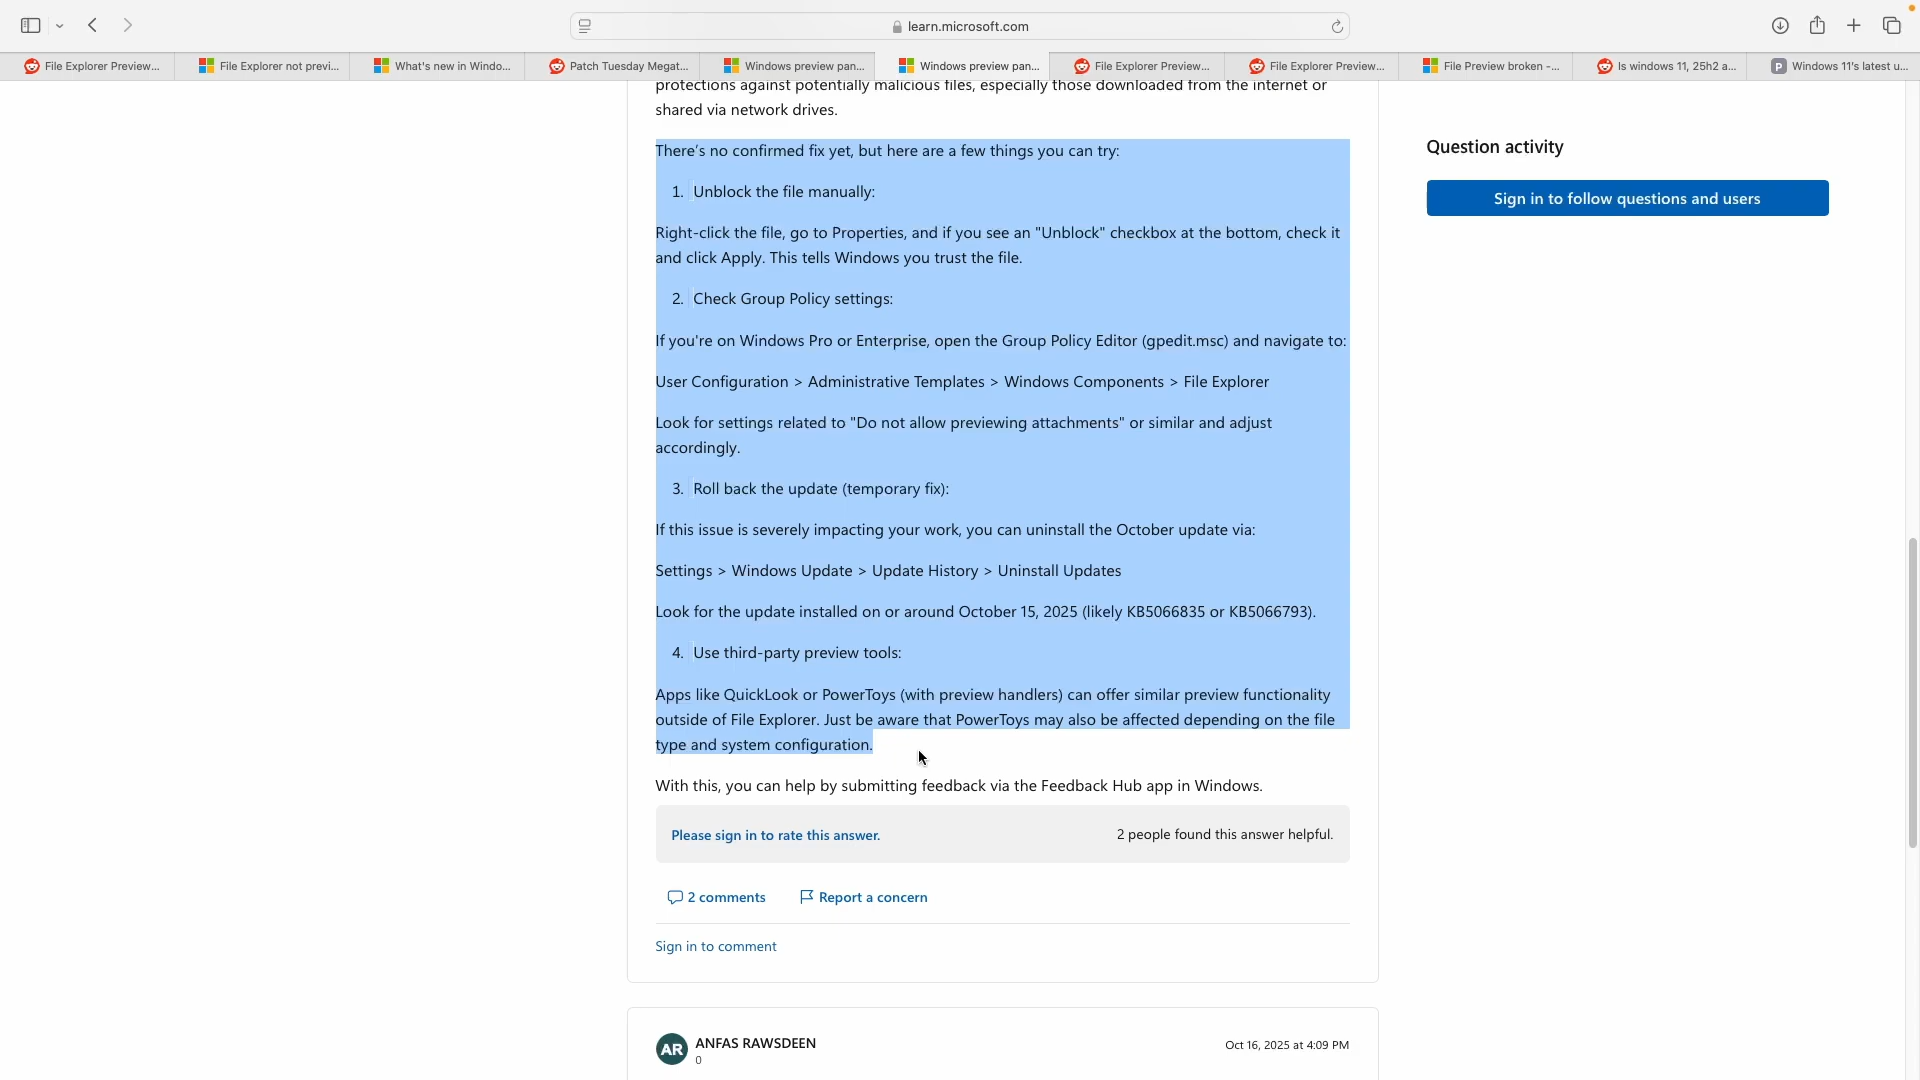 learn.microsoft.com
File Explorer Preview...
File Explorer not previ...
What's new in Windo...
Patch Tuesday Megat...
Windows preview pan...
Windows preview pan...
File Explorer Preview...
File Explorer Preview...
File Preview broken -...
Is windows 11, 25h2 a...
P Windows 11's latest u...
protections against potentially malicious files, especially those downloaded from the internet or
shared via network drives.
There's no confirmed fix yet, but here are a few things you can try:
1. Unblock the file manually:
Right-click the file, go to Properties, and if you see an "Unblock" checkbox at the bottom, check it
and click Apply. This tells Windows you trust the file.
2. Check Group Policy settings:
If you're on Windows Pro or Enterprise, open the Group Policy Editor (gpedit.msc) and navigate to:
User Configuration > Administrative Templates > Windows Components > File Explorer
Look for settings related to "Do not allow previewing attachments" or similar and adjust
accordingly.
3. Roll back the update (temporary fix):
If this issue is severely impacting your work, you can uninstall the October update via:
Settings > Windows Update > Update History > Uninstall Updates
Look for the update installed on or around October 15, 2025 (likely KB5066835 or KB5066793).
4. Use third-party preview tools:
Apps like QuickLook or PowerToys (with preview handlers) can offer similar preview functionality
outside of File Explorer. Just be aware that PowerToys may also be affected depending on the file
type and system configuration.
With this, you can help by submitting feedback via the Feedback Hub app in Windows.
Please sign in to rate this answer.
2 people found this answer helpful.
2 comments
Report a concern
Sign in to comment
AR ANFAS RAWSDEEN
0
Oct 16, 2025 at 4:09 PM
Question activity
Sign in to follow questions and users